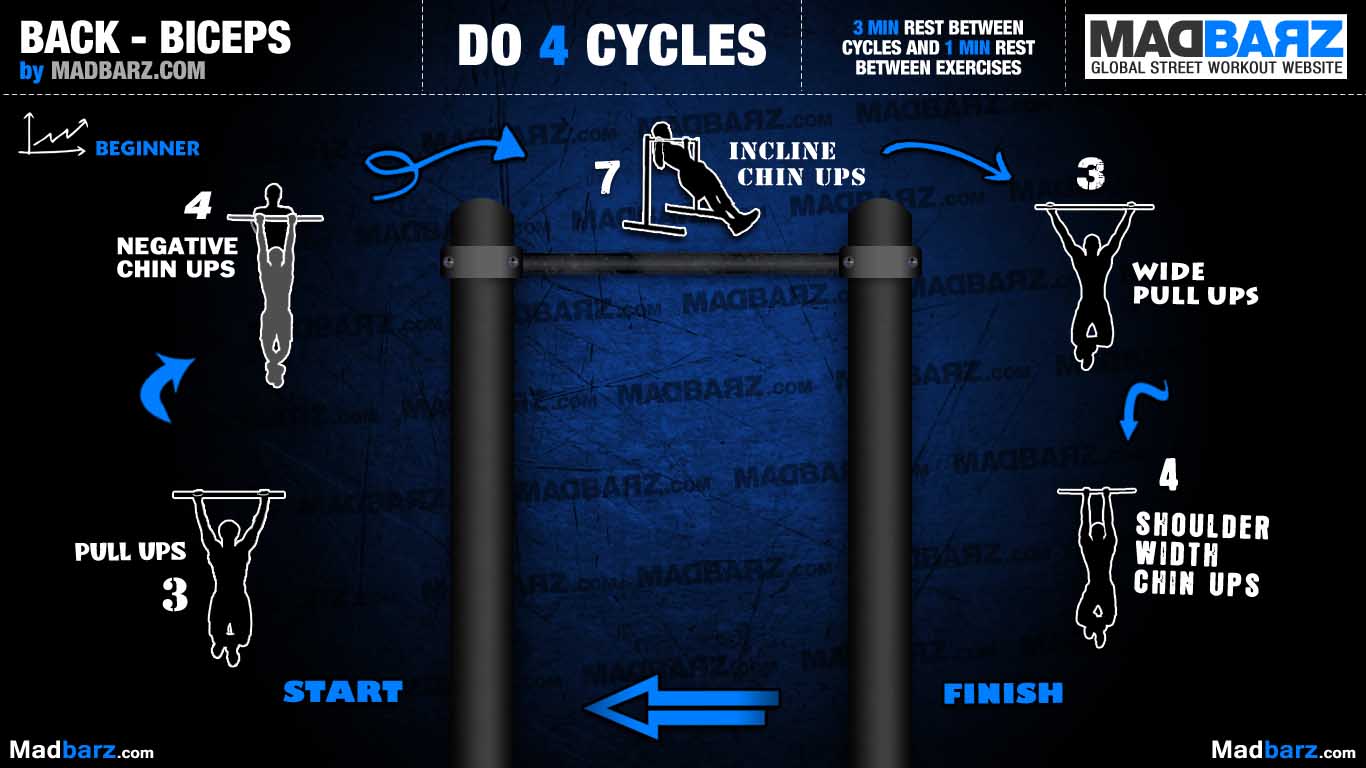 BACK - BICEPS
by MADBARZ.COM
DO 4 CYCLES
3 MIN REST BETWEEN
CYCLES AND 1 MIN REST
BETWEEN EXERCISES
MADBARZ
GLOBAL STREET WORKOUT WEBSITE
BEGINNER
4
NEGATIVE
CHIN UPS
7
INCLINE
CHIN UPS
3
WIDE
PULL UPS
PULL UPS
3
4
SHOULDER
WIDTH
CHIN UPS
START
FINISH
Madbarz.com
Madbarz.com